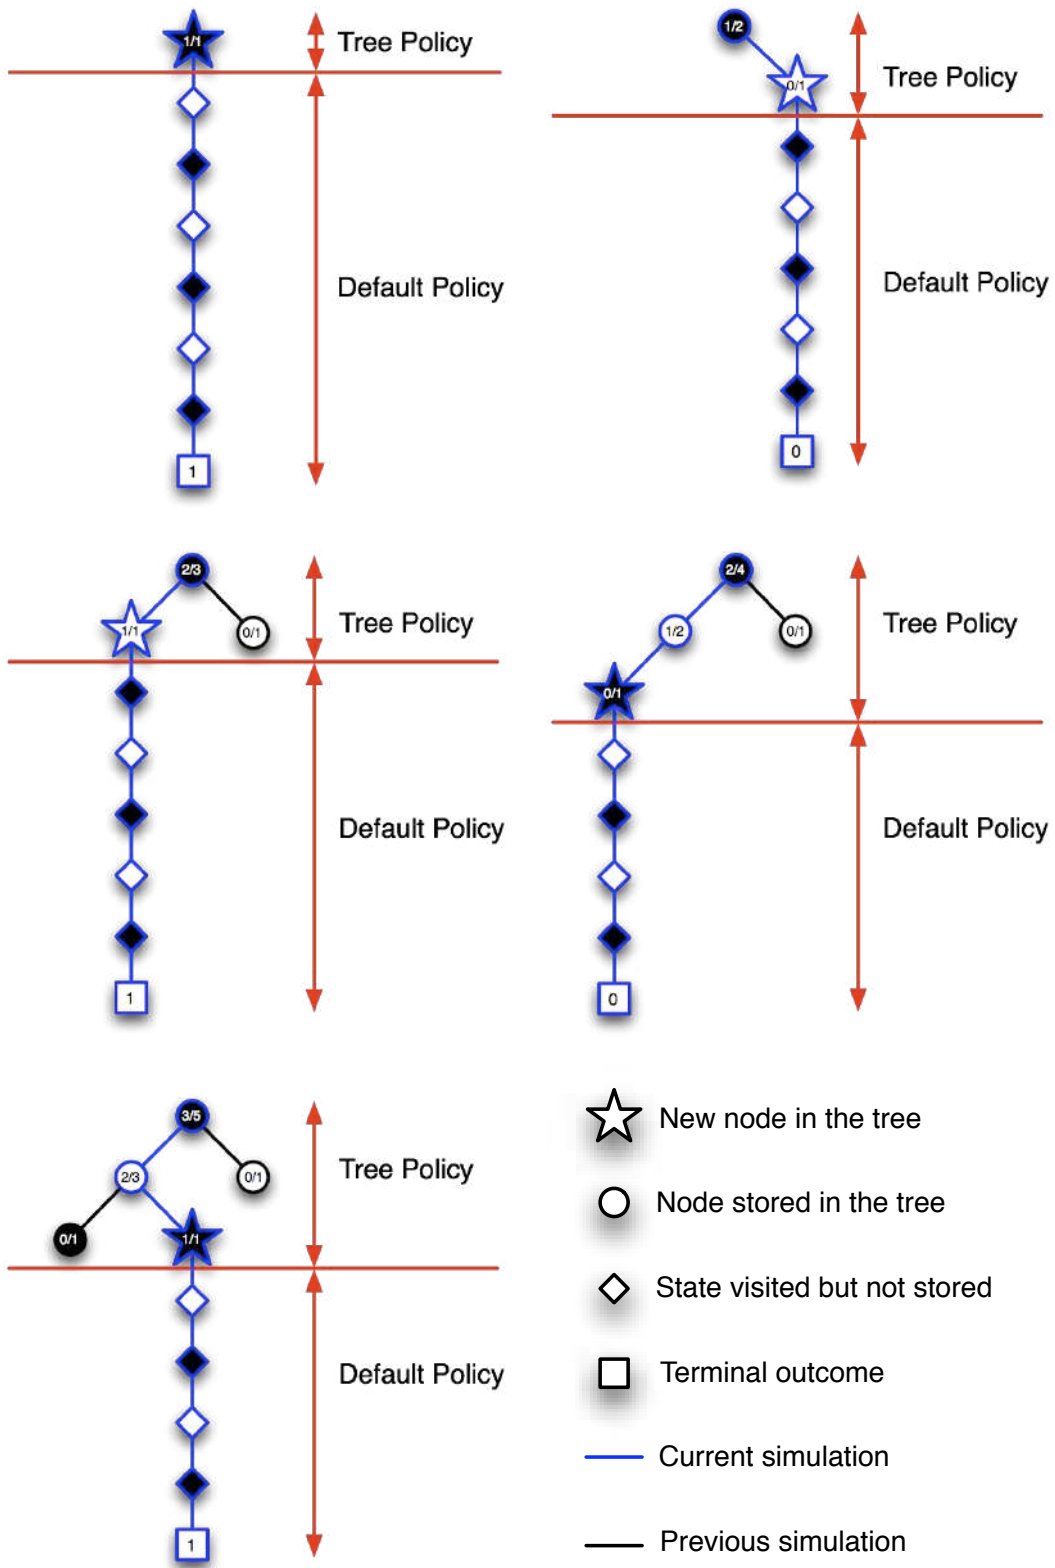 1/1
Tree Policy
Default Policy
1
1/2
0/1
Tree Policy
Default Policy
0
2/3
1/1
0/1
Tree Policy
Default Policy
1
2/4
1/2
0/1
0/1
Tree Policy
Default Policy
0
3/5
2/3
0/1
0/1
1/1
Tree Policy
Default Policy
1
New node in the tree
Node stored in the tree
State visited but not stored
Terminal outcome
Current simulation
Previous simulation